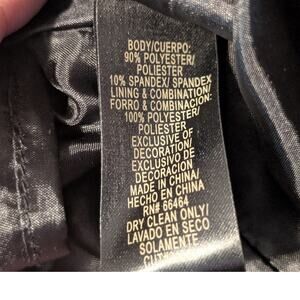 BODY/CUERPO:
90% POLYESTER/
POLIESTER
10% SPANDEX/ SPANDEX
LINING & COMBINATION/
FORRO & COMBINACION:
100% POLYESTER/
POLIESTER
EXCLUSIVE OF
DECORATION/
EXCLUSIVO DE
DECORACION
MADE IN CHINA/
HECHO EN CHINA
RN# 66464
DRY CLEAN ONLY/
LAVADO EN SECO
SOLAMENTE